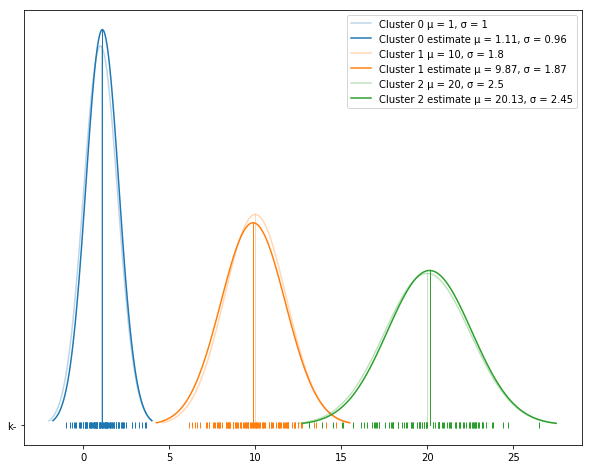 Cluster 0 μ = 1, σ = 1
Cluster 0 estimate μ = 1.11, σ = 0.96
Cluster 1 μ = 10, σ = 1.8
Cluster 1 estimate μ = 9.87, σ = 1.87
Cluster 2 μ = 20, σ = 2.5
Cluster 2 estimate μ = 20.13, σ = 2.45
k-
0 5 10 15 20 25